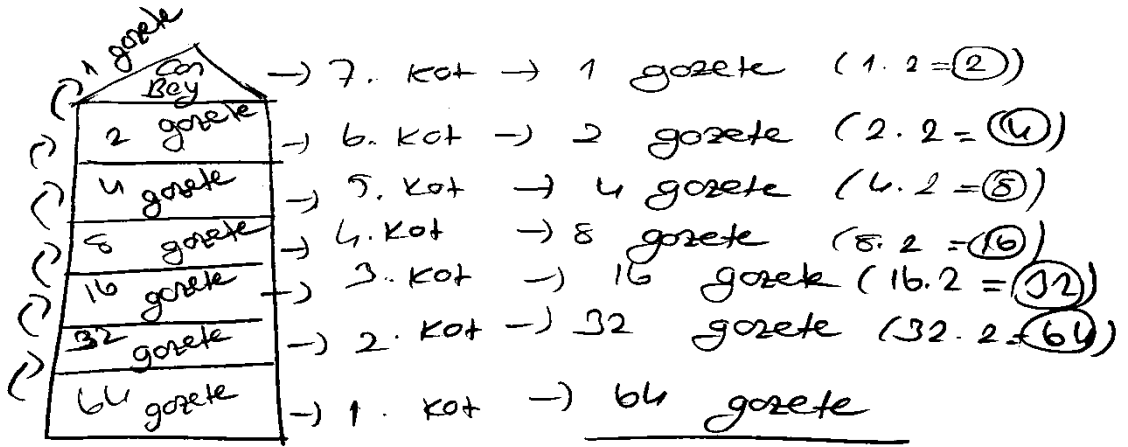 1 gazete
Can Bey → 7. kat → 1 gazete (1.2=2)
2 gazete → 6. kat → 2 gazete (2.2=4)
4 gazete → 5. kat → 4 gazete (4.2=8)
8 gazete → 4. kat → 8 gazete (8.2=16)
16 gazete → 3. kat → 16 gazete (16.2=32)
32 gazete → 2. kat → 32 gazete (32.2=64)
64 gazete → 1. kat → 64 gazete